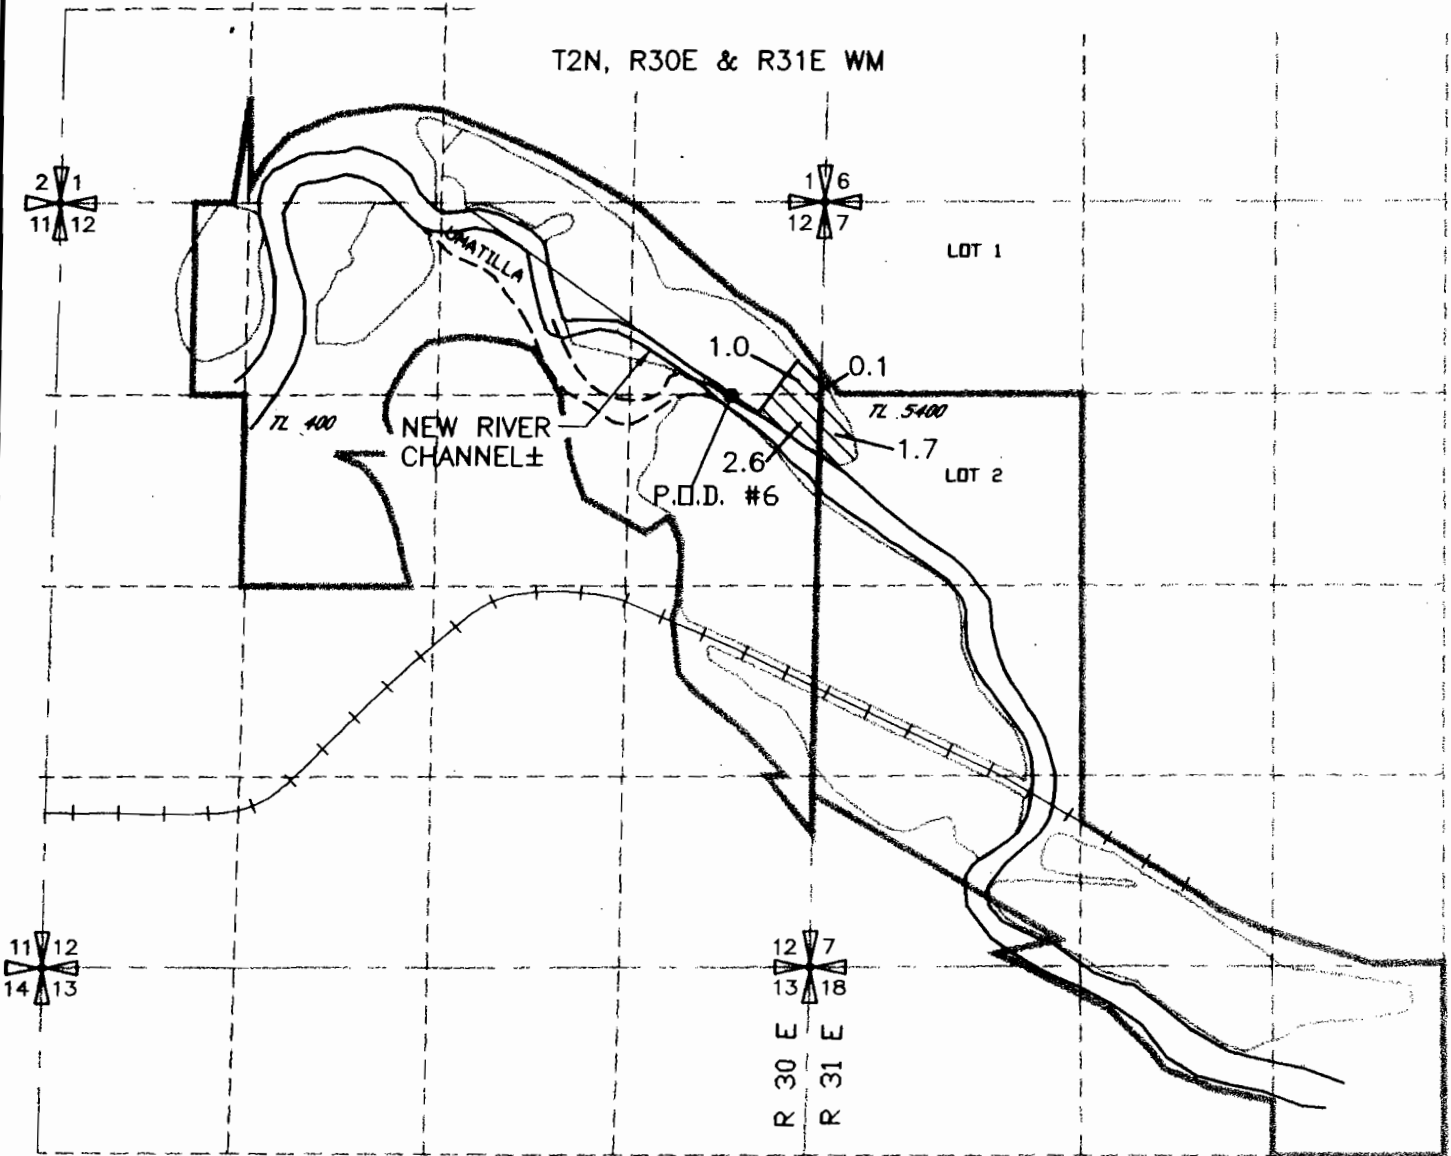 T2N, R30E & R31E WM
2 1
11 12
1 6
12 7
LOT 1
UMATILLA
1.0
0.1
TL 400
NEW RIVER
CHANNEL±
TL 5400
1.7
2.6
LOT 2
P.O.D. #6
11 12
14 13
12 7
13 18
R 30 E
R 31 E